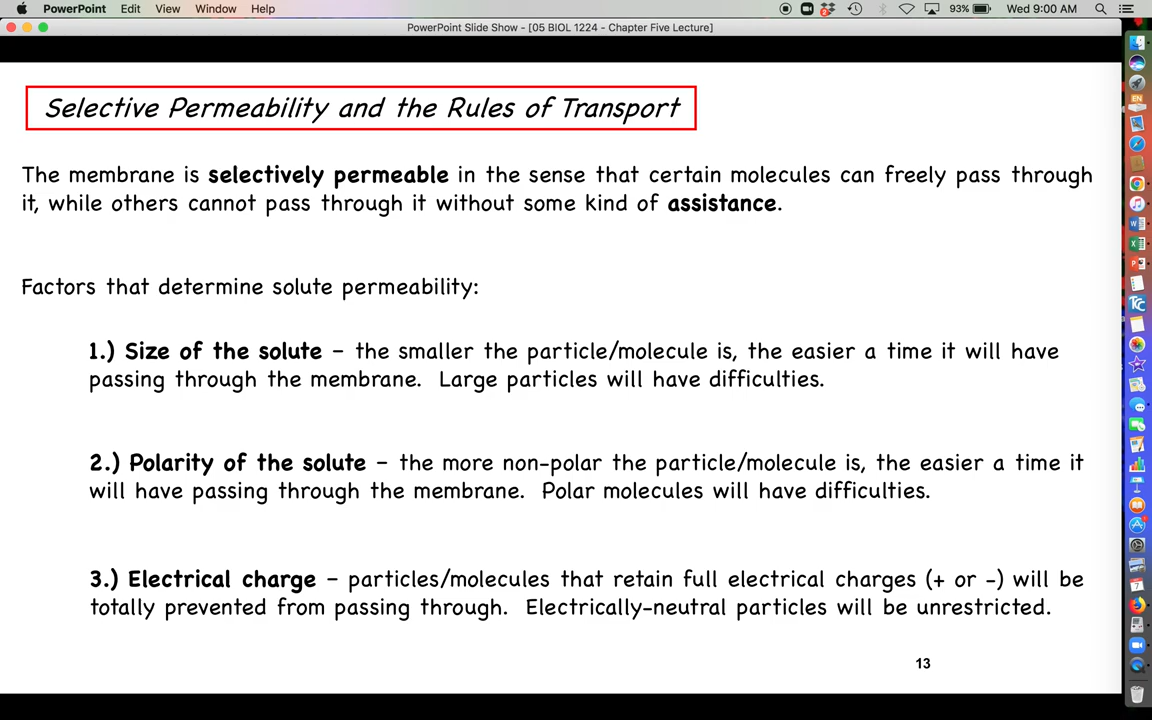 PowerPoint Edit View Window Help 93% Wed 9:00 AM
PowerPoint Slide Show - [05 BIOL 1224 - Chapter Five Lecture]
Selective Permeability and the Rules of Transport
The membrane is selectively permeable in the sense that certain molecules can freely pass through
it, while others cannot pass through it without some kind of assistance.
Factors that determine solute permeability:
1.) Size of the solute – the smaller the particle/molecule is, the easier a time it will have
passing through the membrane. Large particles will have difficulties.
2.) Polarity of the solute – the more non-polar the particle/molecule is, the easier a time it
will have passing through the membrane. Polar molecules will have difficulties.
3.) Electrical charge – particles/molecules that retain full electrical charges (+ or -) will be
totally prevented from passing through. Electrically-neutral particles will be unrestricted.
13
EN
TCC